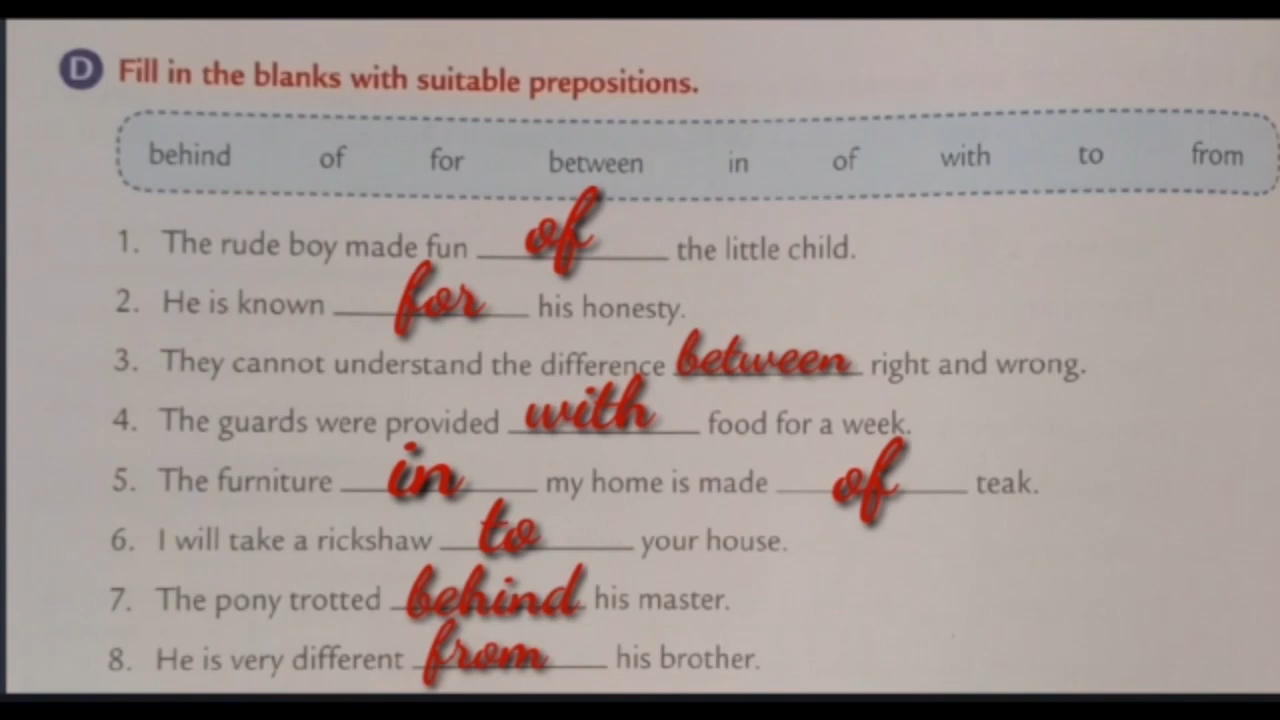 D Fill in the blanks with suitable prepositions.
behind of for between in of with to from
1. The rude boy made fun of the little child.
2. He is known for his honesty.
3. They cannot understand the difference between right and wrong.
4. The guards were provided with food for a week.
5. The furniture in my home is made of teak.
6. I will take a rickshaw to your house.
7. The pony trotted behind his master.
8. He is very different from his brother.